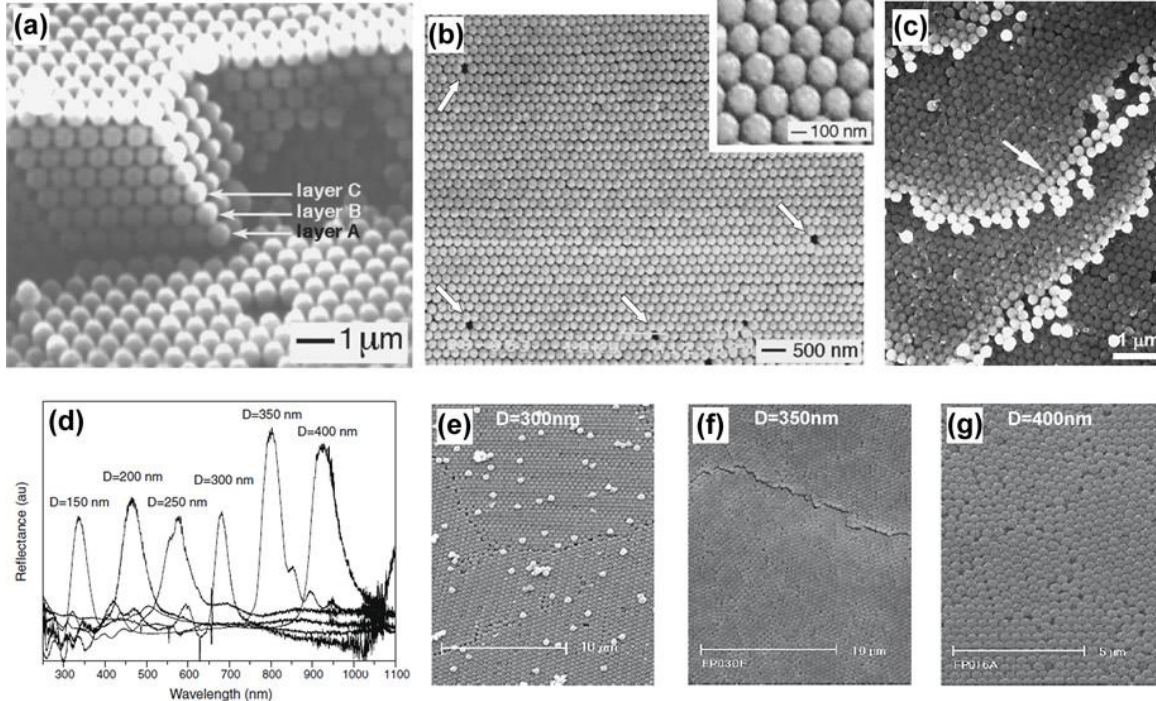 (a)
layer C
layer B
layer A
1 μm
(b)
100 nm
500 nm
(c)
1 μm
(d)
D=350 nm
D=400 nm
D=200 nm
D=300 nm
D=150 nm
D=250 nm
Reflectance (au)
300 400 500 600 700 800 900 1000 1100
Wavelength (nm)
(e)
D=300nm
10 μm
(f)
D=350nm
10 μm
(g)
D=400nm
5 μm
FP016A